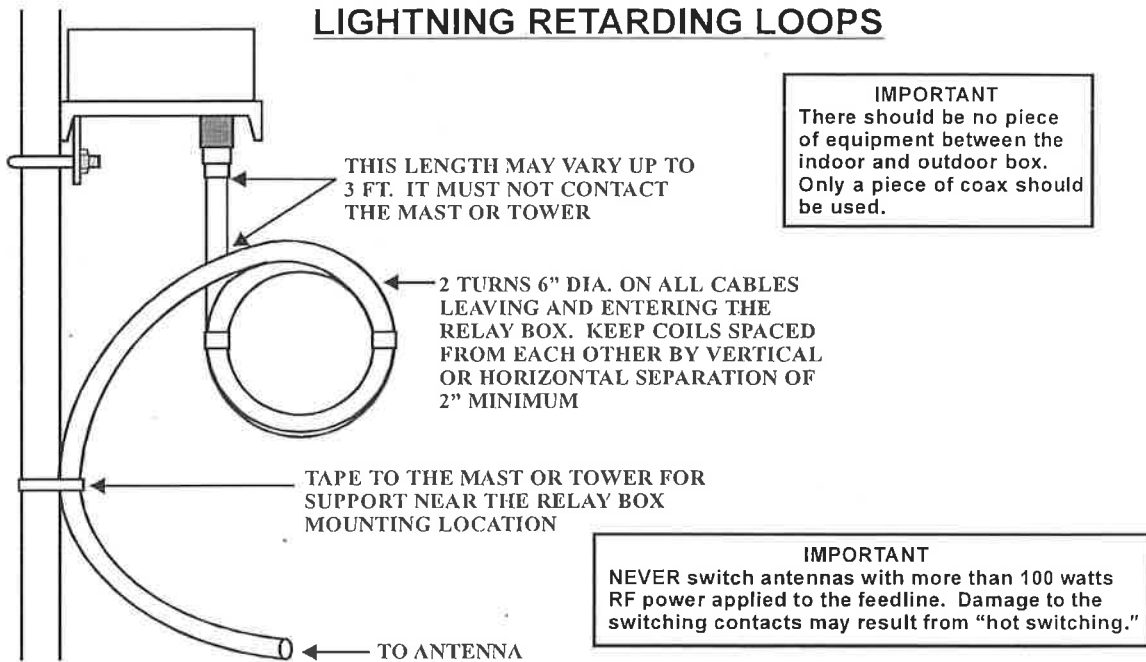 LIGHTNING RETARDING LOOPS
IMPORTANT
There should be no piece
of equipment between the
indoor and outdoor box.
Only a piece of coax should
be used.
THIS LENGTH MAY VARY UP TO
3 FT. IT MUST NOT CONTACT
THE MAST OR TOWER
2 TURNS 6” DIA. ON ALL CABLES
LEAVING AND ENTERING THE
RELAY BOX. KEEP COILS SPACED
FROM EACH OTHER BY VERTICAL
OR HORIZONTAL SEPARATION OF
2” MINIMUM
TAPE TO THE MAST OR TOWER FOR
SUPPORT NEAR THE RELAY BOX
MOUNTING LOCATION
IMPORTANT
NEVER switch antennas with more than 100 watts
RF power applied to the feedline. Damage to the
switching contacts may result from “hot switching.”
TO ANTENNA